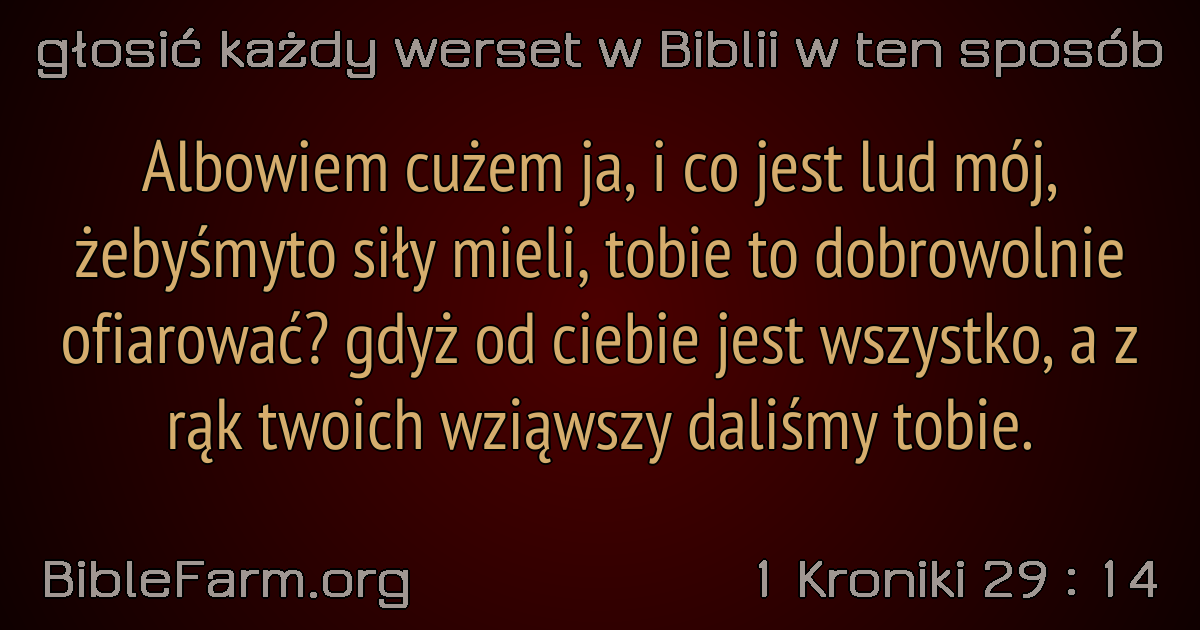 głosić każdy werset w Biblii w ten sposób
Albowiem cużem ja, i co jest lud mój,
żebyśmyto siły mieli, tobie to dobrowolnie
ofiarować? gdyż od ciebie jest wszystko, a z
rąk twoich wziąwszy daliśmy tobie.
BibleFarm.org
1 Kroniki 29 : 14